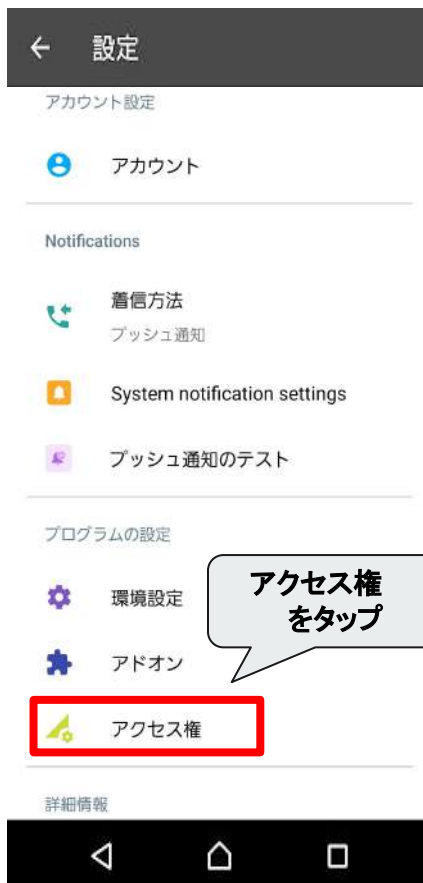 設定
アカウント設定
アカウント
Notifications
着信方法
プッシュ通知
System notification settings
プッシュ通知のテスト
プログラムの設定
環境設定
アクセス権
をタップ
アドオン
アクセス権
詳細情報